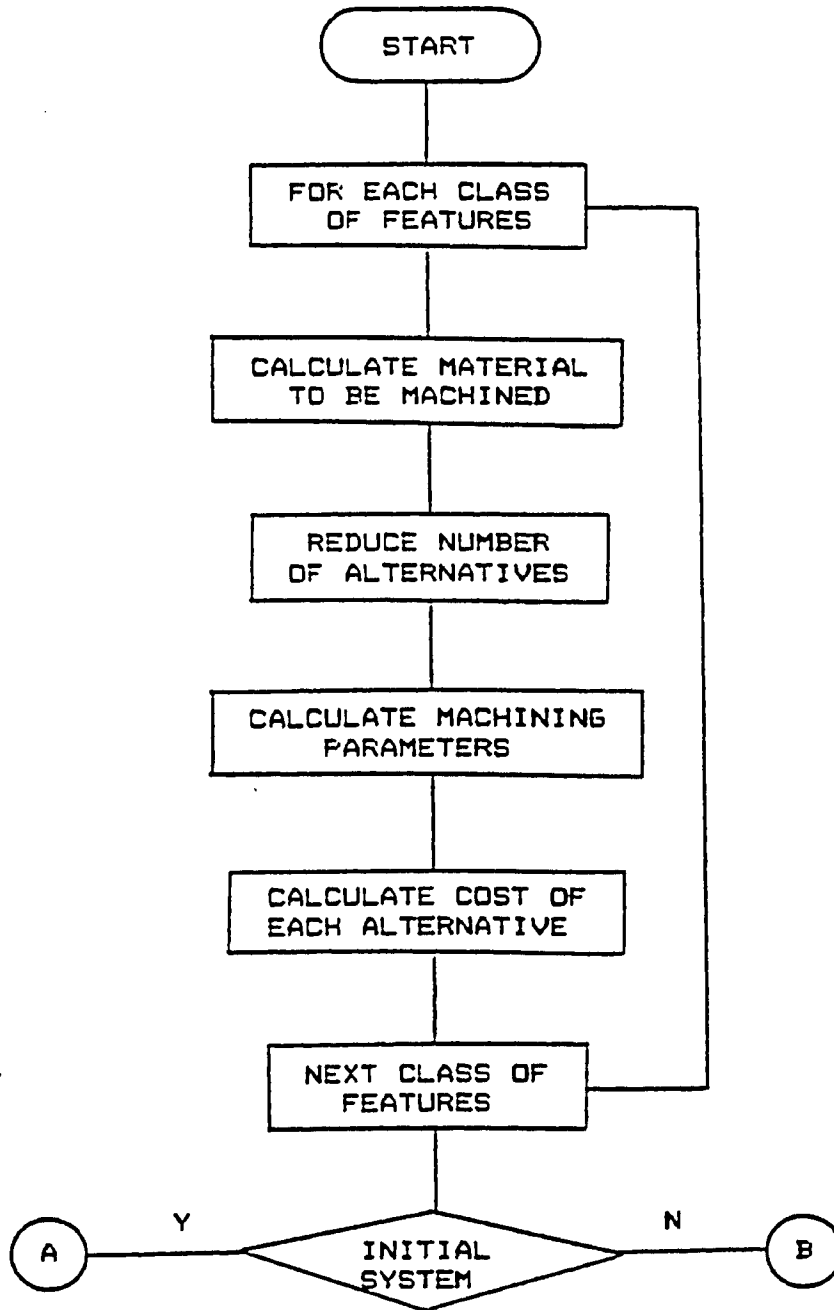 START
FOR EACH CLASS
OF FEATURES
CALCULATE MATERIAL
TO BE MACHINED
REDUCE NUMBER
OF ALTERNATIVES
CALCULATE MACHINING
PARAMETERS
CALCULATE COST OF
EACH ALTERNATIVE
NEXT CLASS OF
FEATURES
Y
N
A
INITIAL
SYSTEM
B